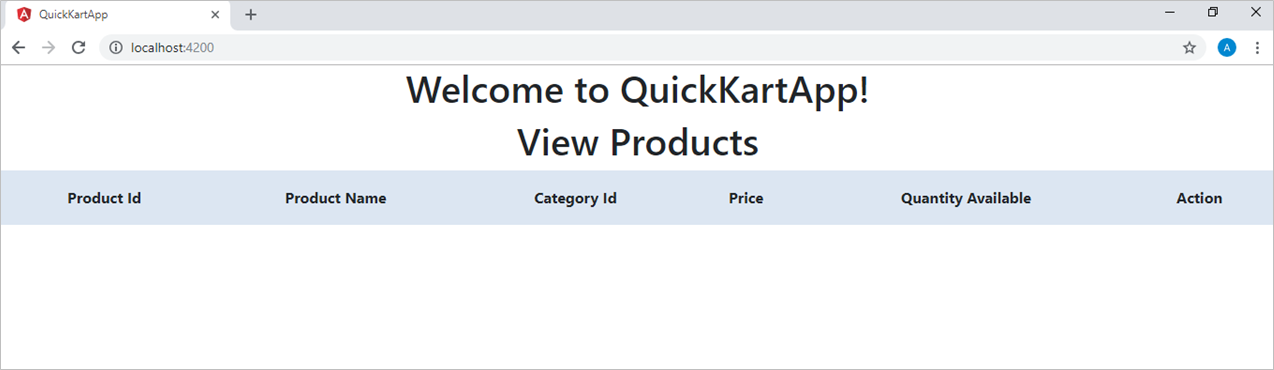 QuickKartApp
localhost:4200
A
Welcome to QuickKartApp!
View Products
Product Id Product Name Category Id Price Quantity Available Action